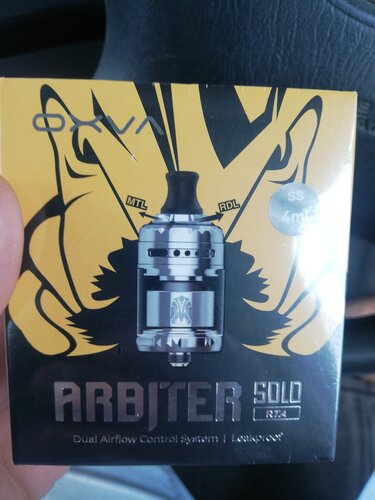 OXVA
MTL
RDL
SS
4ml
ARBITER SOLO
RTA
Dual Airflow Control System | Leakproof